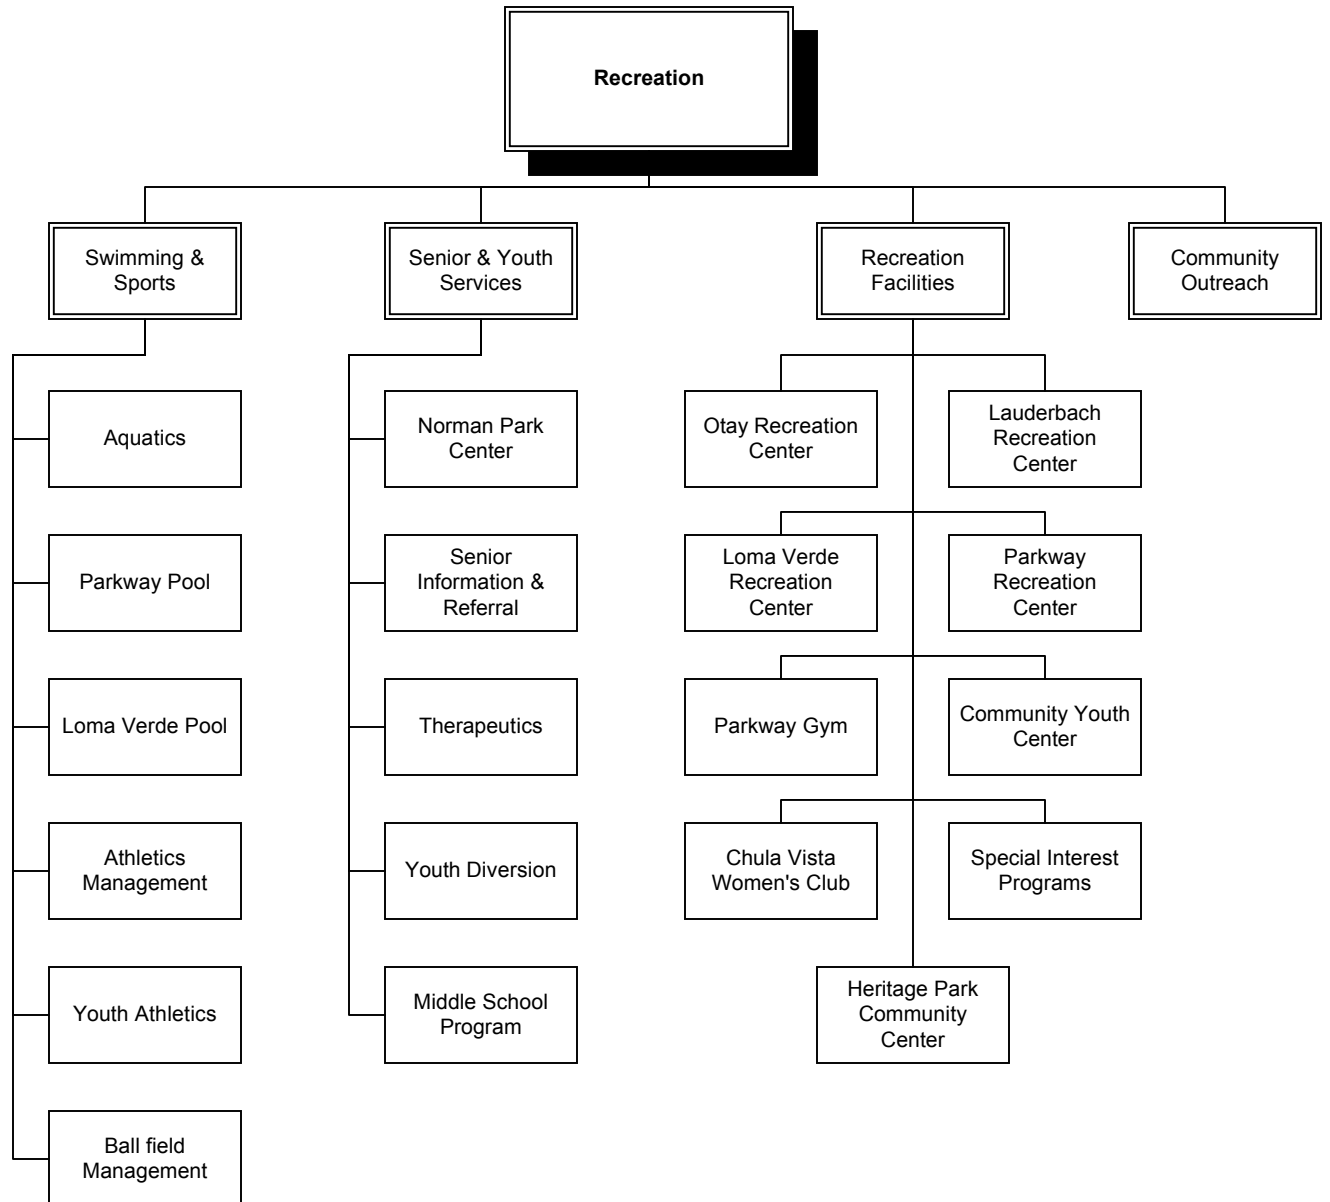 Recreation
Swimming &
Sports
Senior & Youth
Services
Recreation
Facilities
Community
Outreach
Aquatics
Parkway Pool
Loma Verde Pool
Athletics
Management
Youth Athletics
Ball field
Management
Norman Park
Center
Senior
Information &
Referral
Therapeutics
Youth Diversion
Middle School
Program
Otay Recreation
Center
Lauderbach
Recreation
Center
Loma Verde
Recreation
Center
Parkway
Recreation
Center
Parkway Gym
Community Youth
Center
Chula Vista
Women's Club
Special Interest
Programs
Heritage Park
Community
Center